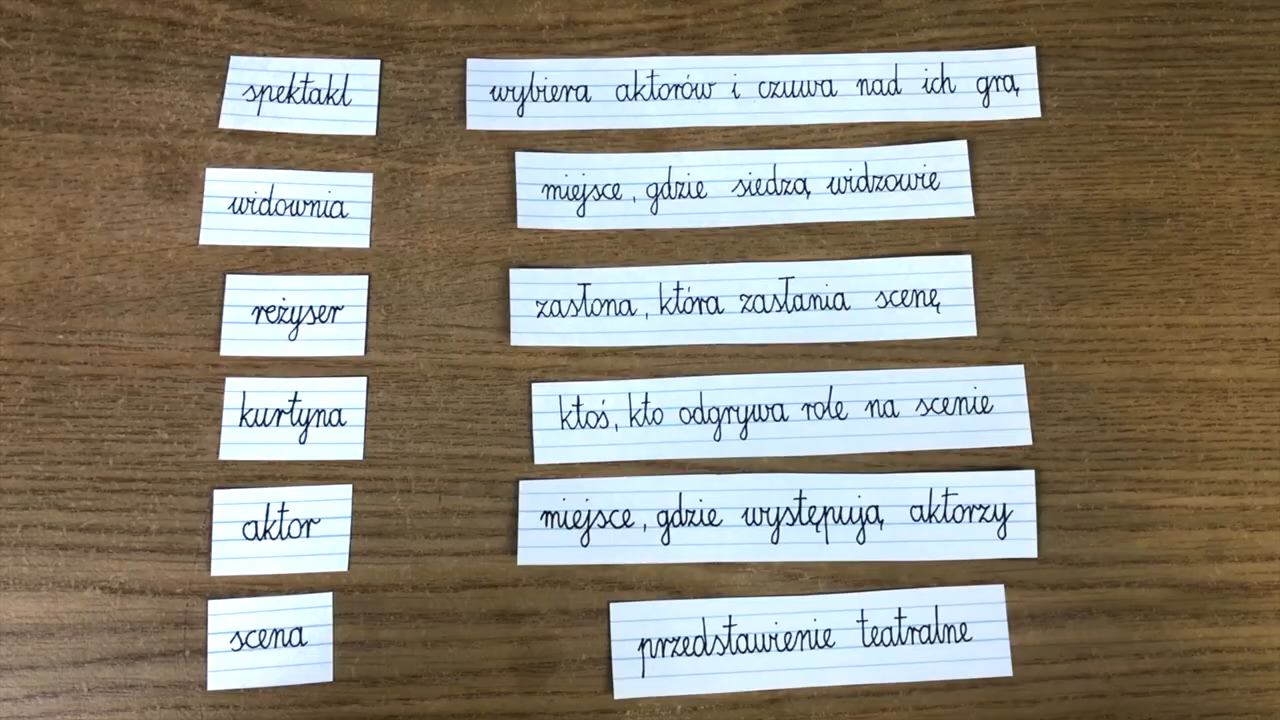 spektakl
wybiera aktorów i czuwa nad ich grą
widownia
miejsce, gdzie siedzą widzowie
reżyser
zasłona, która zasłania scenę
kurtyna
ktoś, kto odgrywa role na scenie
aktor
miejsce, gdzie występują aktorzy
scena
przedstawienie teatralne